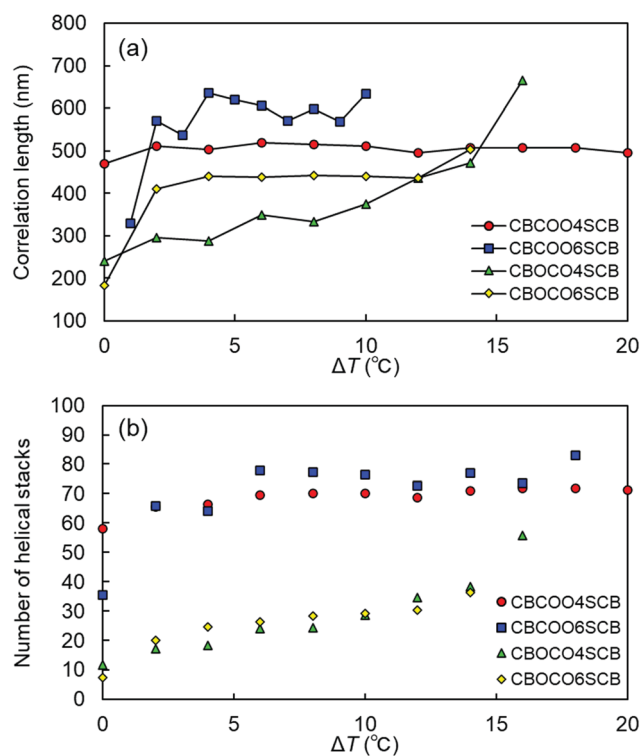 (a)
Correlation length (nm)
800
700
600
500
400
300
200
100
0
5
10
15
20
ΔT (°C)
CBCOO4SCB
CBCOO6SCB
CBOCO4SCB
CBOCO6SCB
(b)
Number of helical stacks
100
90
80
70
60
50
40
30
20
10
0
0
5
10
15
20
ΔT (°C)
CBCOO4SCB
CBCOO6SCB
CBOCO4SCB
CBOCO6SCB